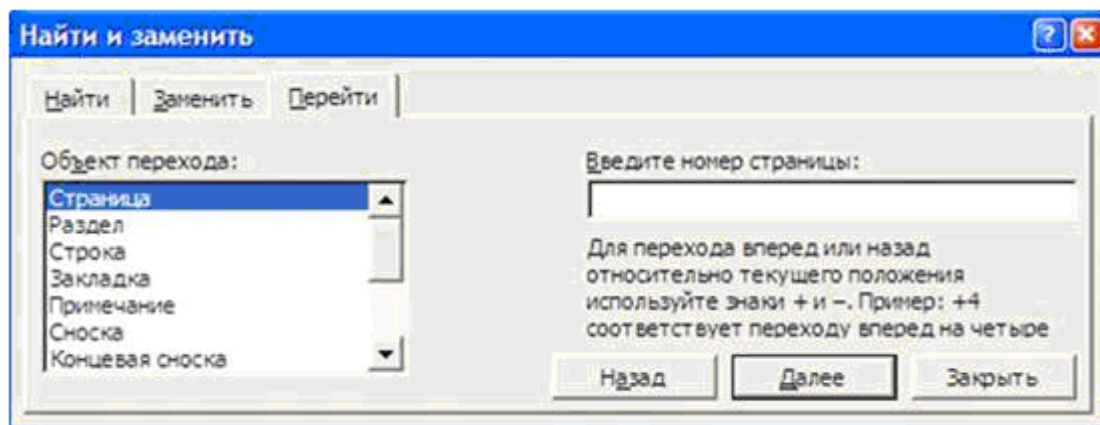 Найти и заменить
Найти
Заменить
Перейти
Объект перехода:
Страница
Раздел
Строка
Закладка
Примечание
Сноска
Концевая сноска
Введите номер страницы:
Для перехода вперед или назад
относительно текущего положения
используйте знаки + и –. Пример: +4
соответствует переходу вперед на четыре
Назад
Далее
Закрыть